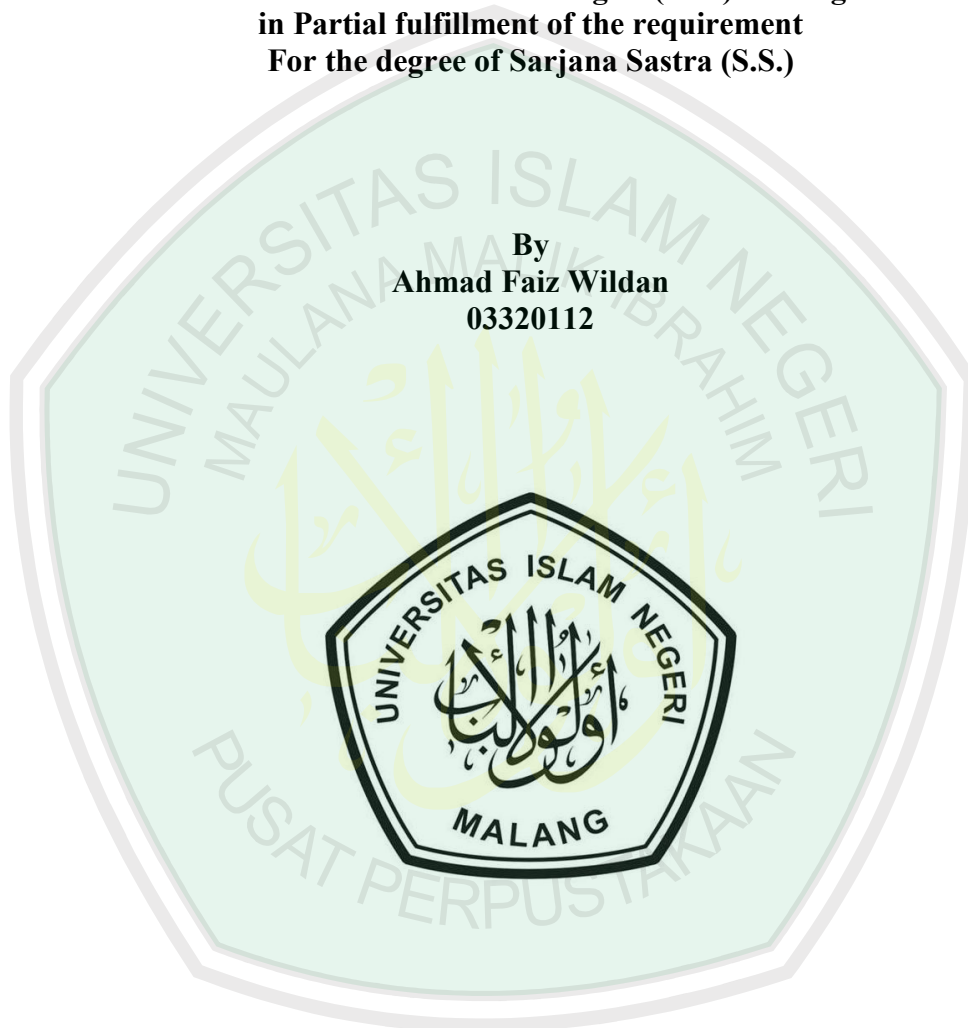 in Partial fulfillment of the requirement
For the degree of Sarjana Sastra (S.S.)
By
Ahmad Faiz Wildan
03320112
UNIVERSITAS ISLAM NEGERI
MAULANA MALIK IBRAHIM
UNIVERSITAS ISLAM NEGERI
أولوا الألباب
MALANG
PUSAT PERPUSTAKAAN